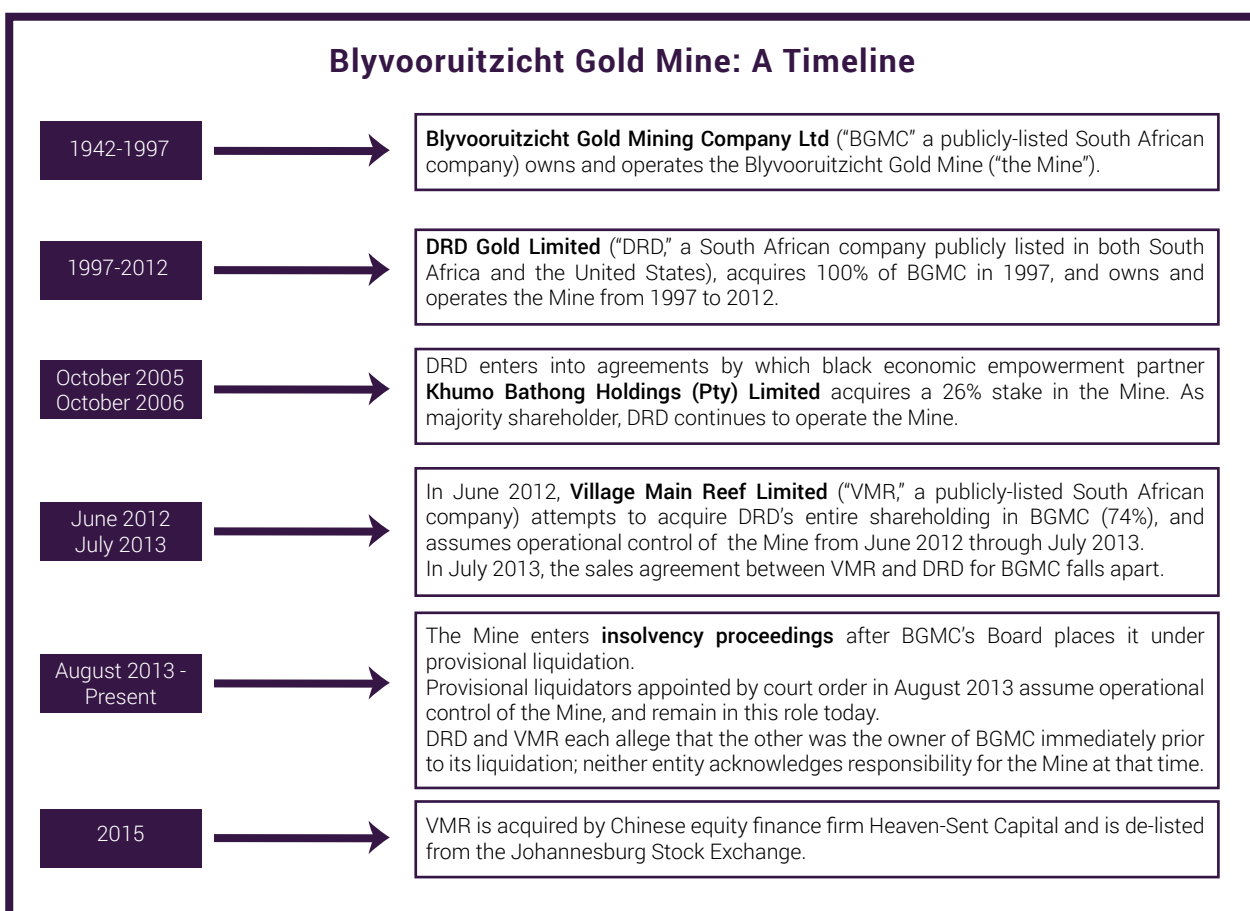 Blyvooruitzicht Gold Mine: A Timeline
1942-1997
Blyvooruitzicht Gold Mining Company Ltd (“BGMC” a publicly-listed South African
company) owns and operates the Blyvooruitzicht Gold Mine (“the Mine”).
1997-2012
DRD Gold Limited (“DRD,” a South African company publicly listed in both South
Africa and the United States), acquires 100% of BGMC in 1997, and owns and
operates the Mine from 1997 to 2012.
October 2005
October 2006
DRD enters into agreements by which black economic empowerment partner
Khumo Bathong Holdings (Pty) Limited acquires a 26% stake in the Mine. As
majority shareholder, DRD continues to operate the Mine.
June 2012
July 2013
In June 2012, Village Main Reef Limited (“VMR,” a publicly-listed South African
company) attempts to acquire DRD’s entire shareholding in BGMC (74%), and
assumes operational control of the Mine from June 2012 through July 2013.
In July 2013, the sales agreement between VMR and DRD for BGMC falls apart.
August 2013 -
Present
The Mine enters insolvency proceedings after BGMC’s Board places it under
provisional liquidation.
Provisional liquidators appointed by court order in August 2013 assume operational
control of the Mine, and remain in this role today.
DRD and VMR each allege that the other was the owner of BGMC immediately prior
to its liquidation; neither entity acknowledges responsibility for the Mine at that time.
2015
VMR is acquired by Chinese equity finance firm Heaven-Sent Capital and is de-listed
from the Johannesburg Stock Exchange.